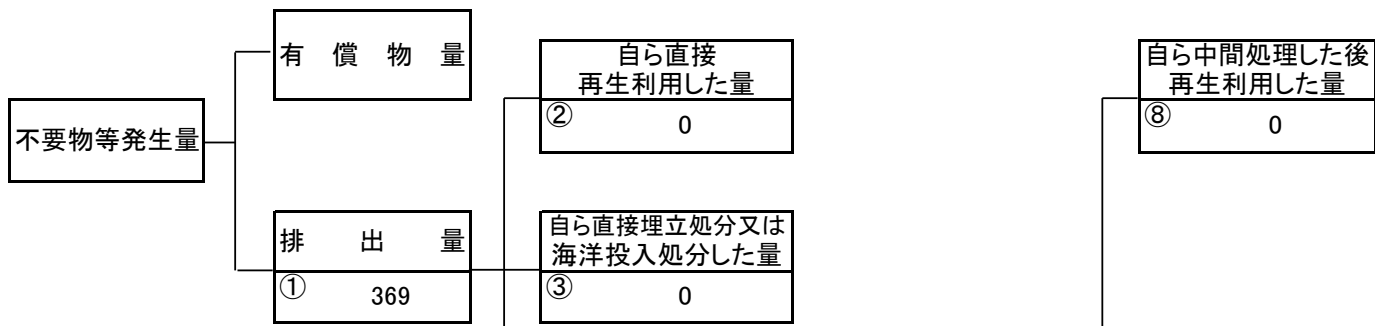 有償物量
自ら直接
再生利用した量
② 0
自ら中間処理した後
再生利用した量
⑧ 0
不要物等発生量
排出量
① 369
自ら直接埋立処分又は
海洋投入処分した量
③ 0